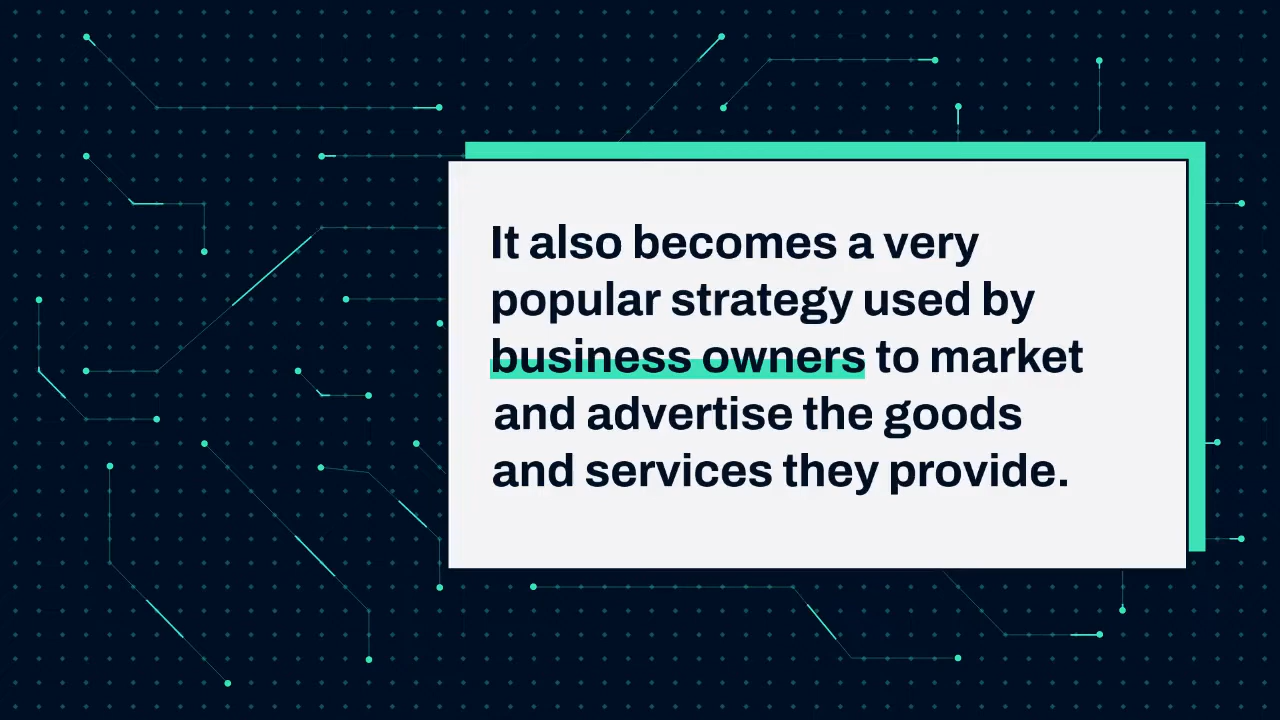 It also becomes a very
popular strategy used by
business owners to market
and advertise the goods
and services they provide.